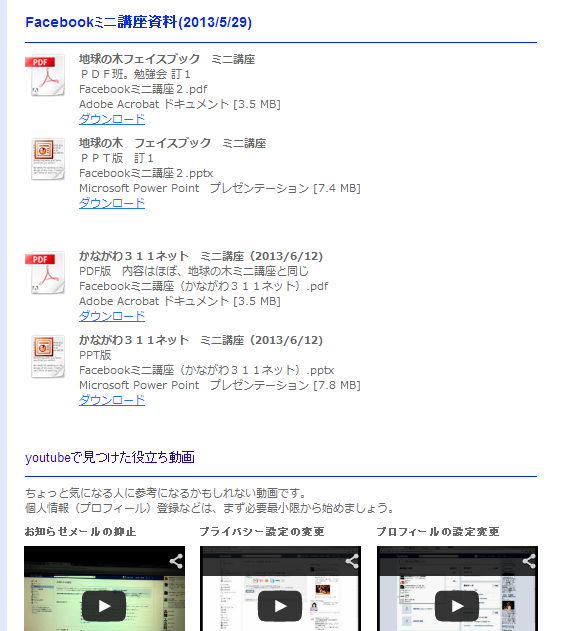 Facebookミニ講座資料(2013/5/29)
PDF
地球の木フェイスブック　ミニ講座
ＰＤＦ班。勉強会 訂１
Facebookミニ講座２.pdf
Adobe Acrobat ドキュメント [3.5 MB]
ダウンロード
地球の木　フェイスブック　ミニ講座
ＰＰＴ版　訂１
Facebookミニ講座２.pptx
Microsoft Power Point　プレゼンテーション [7.4 MB]
ダウンロード
PDF
かながわ３１１ネット　ミニ講座（2013/6/12)
PDF版　内容はほぼ、地球の木ミニ講座と同じ
Facebookミニ講座（かながわ３１１ネット）.pdf
Adobe Acrobat ドキュメント [3.5 MB]
ダウンロード
かながわ３１１ネット　ミニ講座（2013/6/12)
PPT版
Facebookミニ講座（かながわ３１１ネット）.pptx
Microsoft Power Point　プレゼンテーション [7.8 MB]
ダウンロード
youtubeで見つけた役立ち動画
ちょっと気になる人に参考になるかもしれない動画です。
個人情報（プロフィール）登録などは、まず必要最小限から始めましょう。
お知らせメールの抑止
プライバシー設定の変更
プロフィールの設定変更